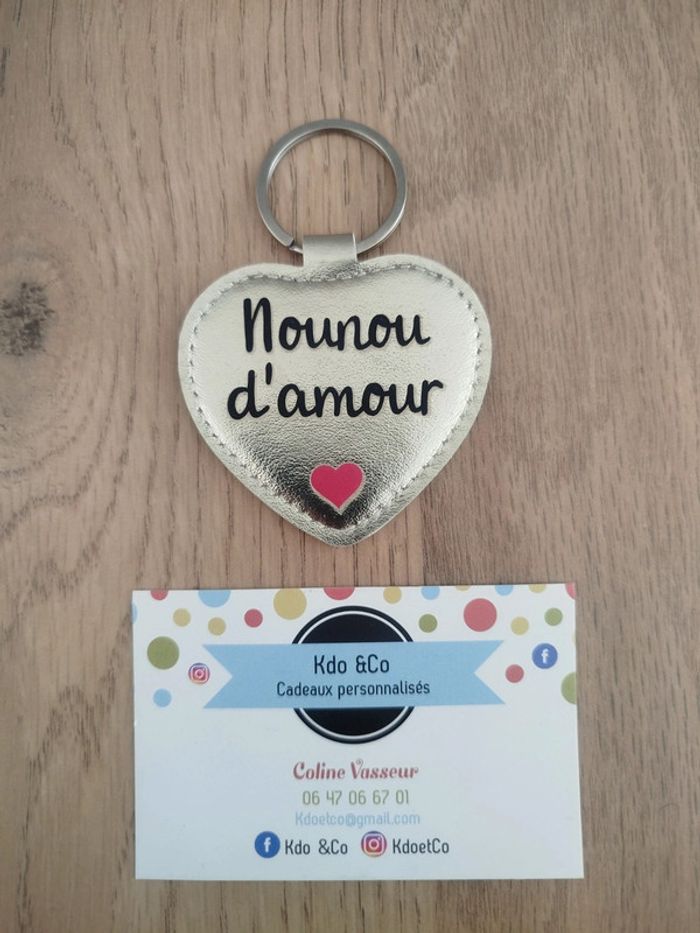 Nounou
d'amour
Kdo &Co
Cadeaux personnalisés
Coline Vasseur
06 47 06 67 01
Kdoetco@gmail.com
Kdo &Co KdoetCo